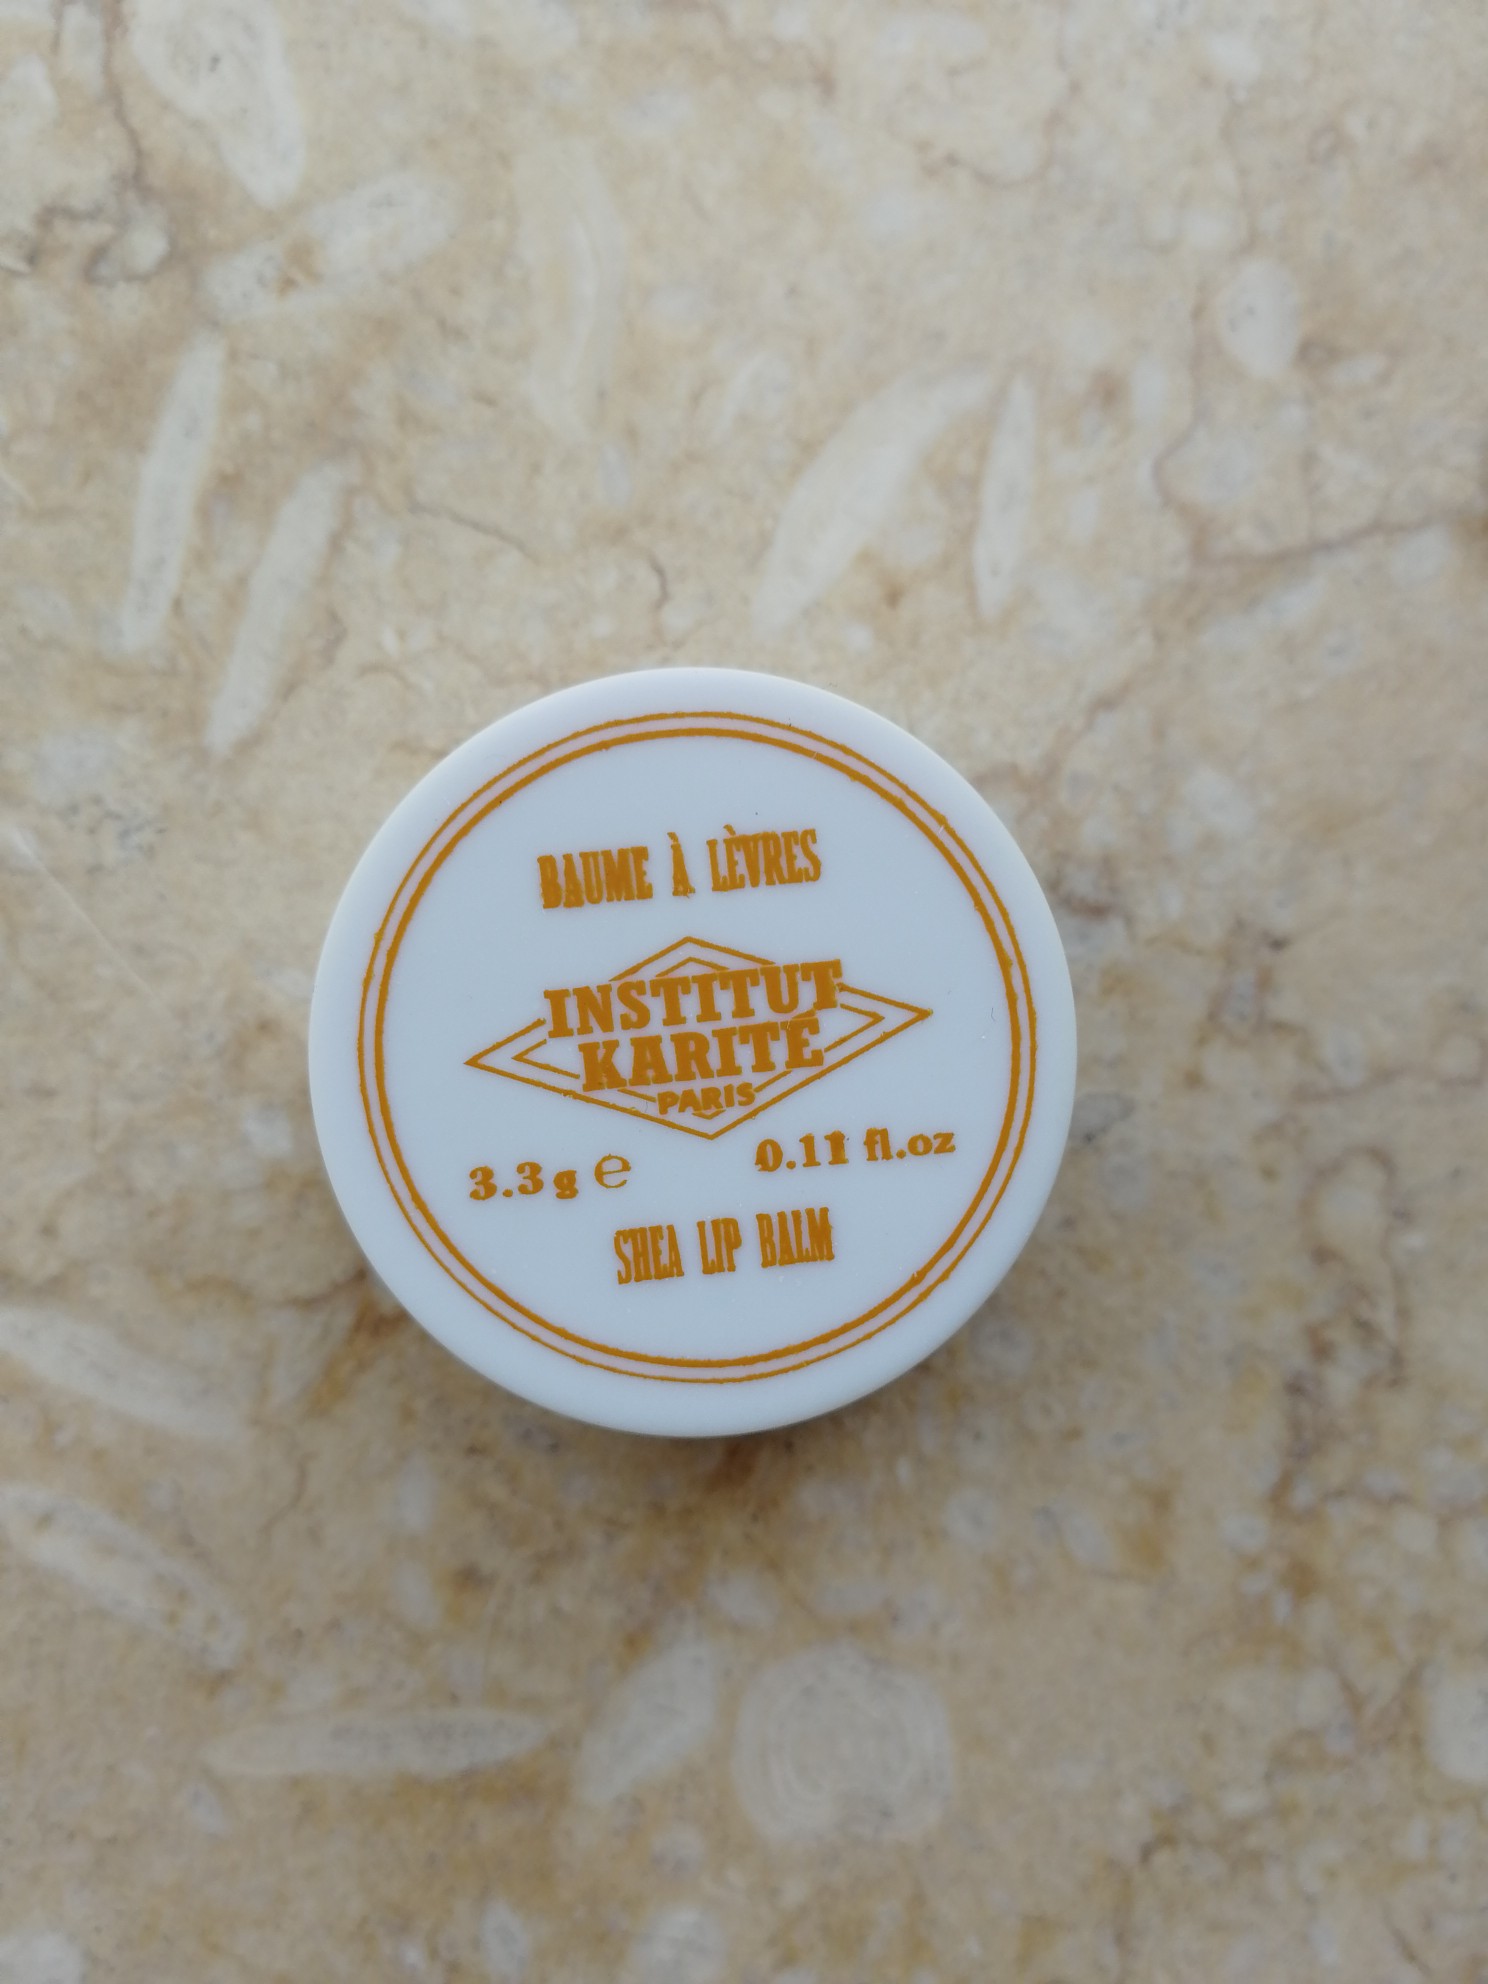 BAUME À LÈVRES
INSTITUT
KARITÉ
PARIS
3.3 g ℮ 0.11 fl.oz
SHEA LIP BALM